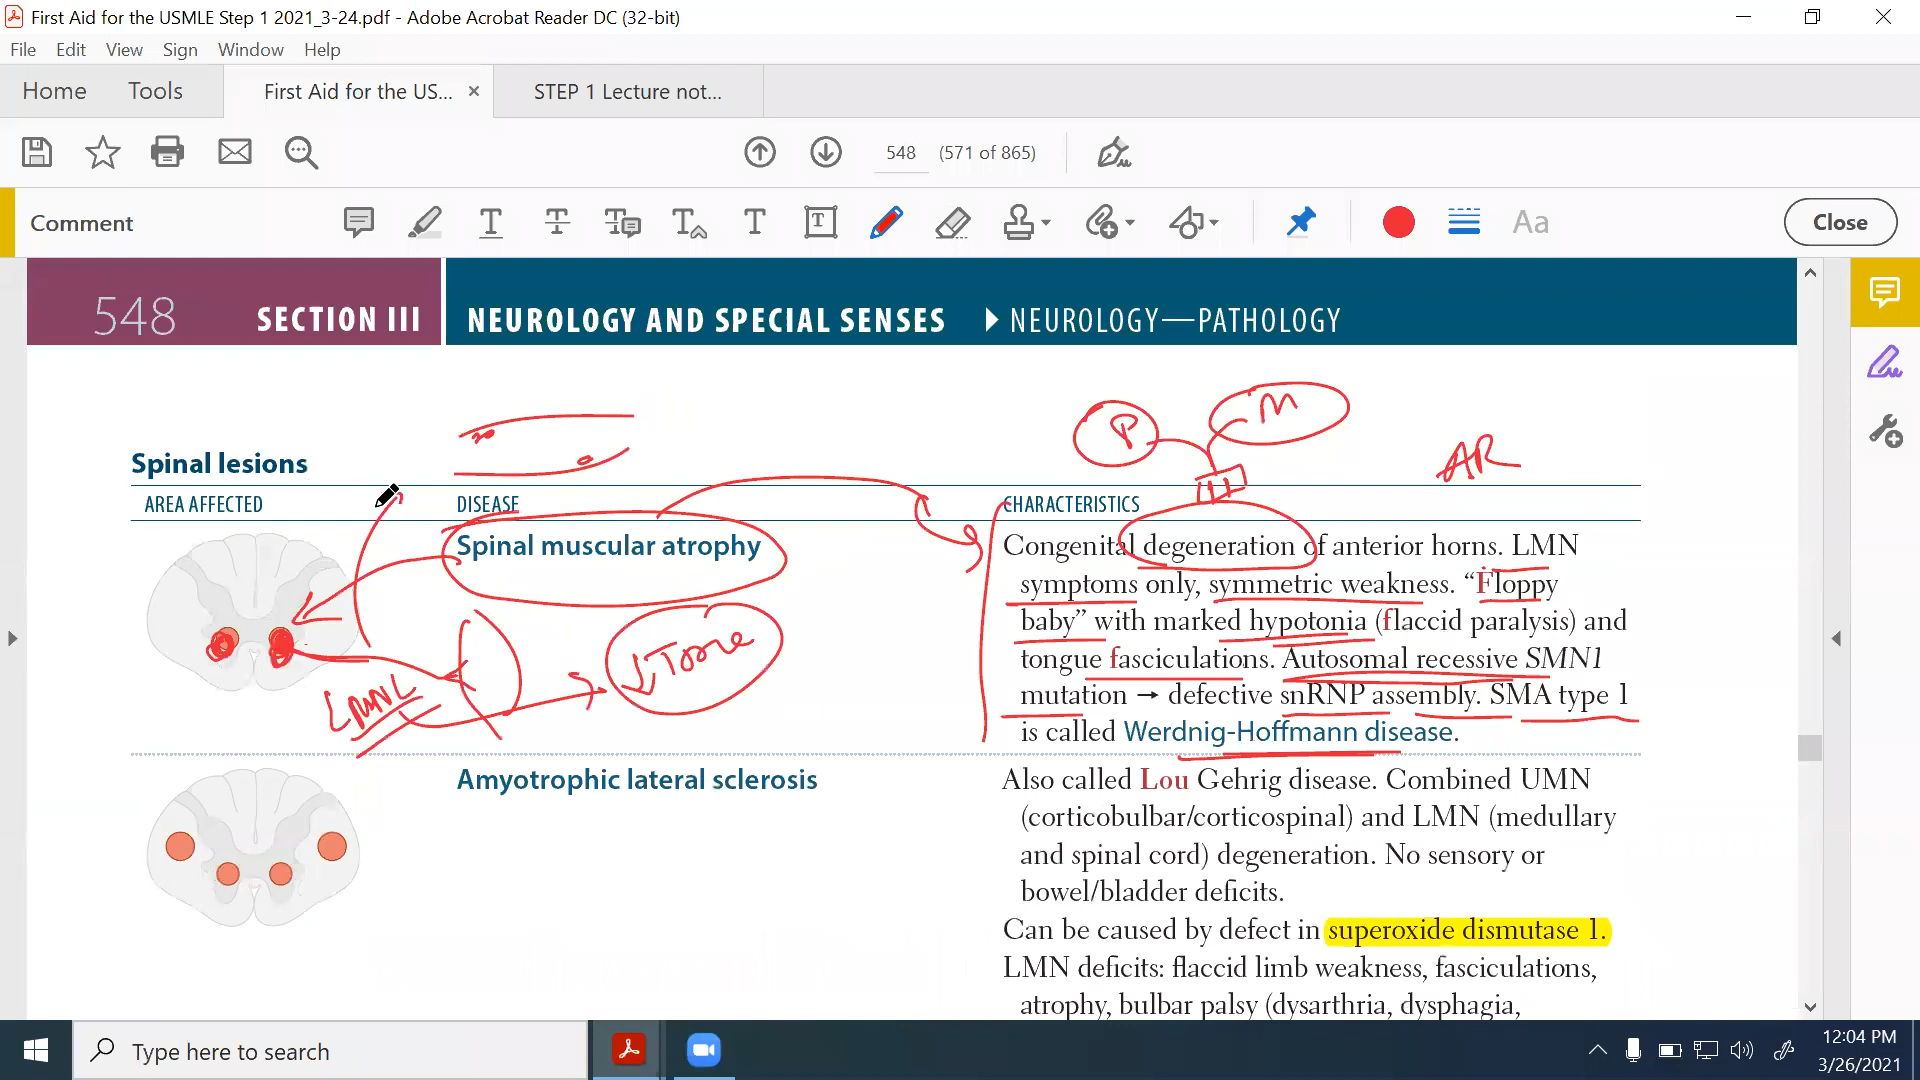 First Aid for the USMLE Step 1 2021_3-24.pdf - Adobe Acrobat Reader DC (32-bit)
File Edit View Sign Window Help
Home Tools First Aid for the US... × STEP 1 Lecture not...
548 (571 of 865)
Comment Aa Close
548 SECTION III NEUROLOGY AND SPECIAL SENSES ▶ NEUROLOGY—PATHOLOGY
P M
AR
Spinal lesions
AREA AFFECTED DISEASE CHARACTERISTICS
Spinal muscular atrophy
Congenital degeneration of anterior horns. LMN
symptoms only, symmetric weakness. “Floppy
baby” with marked hypotonia (flaccid paralysis) and
tongue fasciculations. Autosomal recessive SMN1
mutation → defective snRNP assembly. SMA type 1
is called Werdnig-Hoffmann disease.
↓Tone
LMNL
Amyotrophic lateral sclerosis
Also called Lou Gehrig disease. Combined UMN
(corticobulbar/corticospinal) and LMN (medullary
and spinal cord) degeneration. No sensory or
bowel/bladder deficits.
Can be caused by defect in superoxide dismutase 1.
LMN deficits: flaccid limb weakness, fasciculations,
atrophy, bulbar palsy (dysarthria, dysphagia,
Type here to search
12:04 PM
3/26/2021